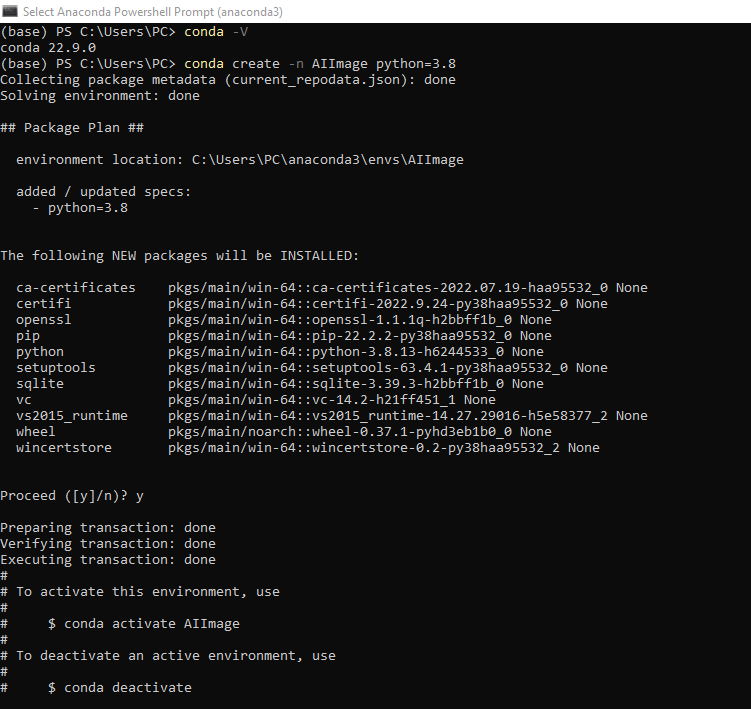 Select Anaconda Powershell Prompt (anaconda3)
(base) PS C:\Users\PC> conda -V
conda 22.9.0
(base) PS C:\Users\PC> conda create -n AIImage python=3.8
Collecting package metadata (current_repodata.json): done
Solving environment: done
## Package Plan ##
environment location: C:\Users\PC\anaconda3\envs\AIImage
added / updated specs:
- python=3.8
The following NEW packages will be INSTALLED:
ca-certificates pkgs/main/win-64::ca-certificates-2022.07.19-haa95532_0 None
certifi pkgs/main/win-64::certifi-2022.9.24-py38haa95532_0 None
openssl pkgs/main/win-64::openssl-1.1.1q-h2bbff1b_0 None
pip pkgs/main/win-64::pip-22.2.2-py38haa95532_0 None
python pkgs/main/win-64::python-3.8.13-h6244533_0 None
setuptools pkgs/main/win-64::setuptools-63.4.1-py38haa95532_0 None
sqlite pkgs/main/win-64::sqlite-3.39.3-h2bbff1b_0 None
vc pkgs/main/win-64::vc-14.2-h21ff451_1 None
vs2015_runtime pkgs/main/win-64::vs2015_runtime-14.27.29016-h5e58377_2 None
wheel pkgs/main/noarch::wheel-0.37.1-pyhd3eb1b0_0 None
wincertstore pkgs/main/win-64::wincertstore-0.2-py38haa95532_2 None
Proceed ([y]/n)? y
Preparing transaction: done
Verifying transaction: done
Executing transaction: done
#
# To activate this environment, use
#
# $ conda activate AIImage
#
# To deactivate an active environment, use
#
# $ conda deactivate